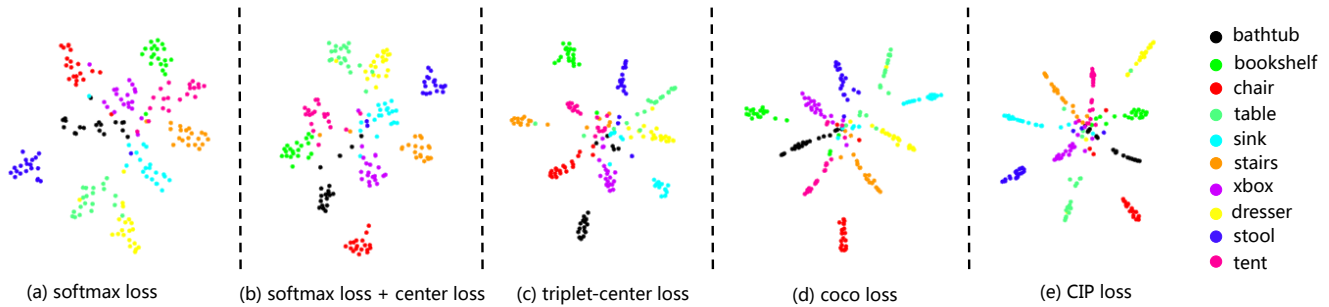 bathtub
bookshelf
chair
table
sink
stairs
xbox
dresser
stool
tent
(a) softmax loss
(b) softmax loss + center loss
(c) triplet-center loss
(d) coco loss
(e) CIP loss